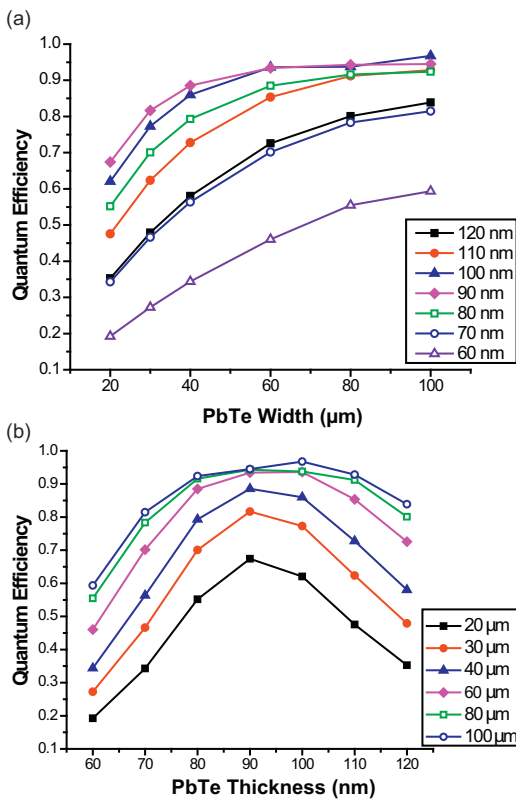 (a)
1.0
0.9
0.8
0.7
0.6
0.5
0.4
0.3
0.2
0.1
Quantum Efficiency
120 nm
110 nm
100 nm
90 nm
80 nm
70 nm
60 nm
20 40 60 80 100
PbTe Width (µm)
(b)
1.0
0.9
0.8
0.7
0.6
0.5
0.4
0.3
0.2
0.1
Quantum Efficiency
20 µm
30 µm
40 µm
60 µm
80 µm
100 µm
60 70 80 90 100 110 120
PbTe Thickness (nm)